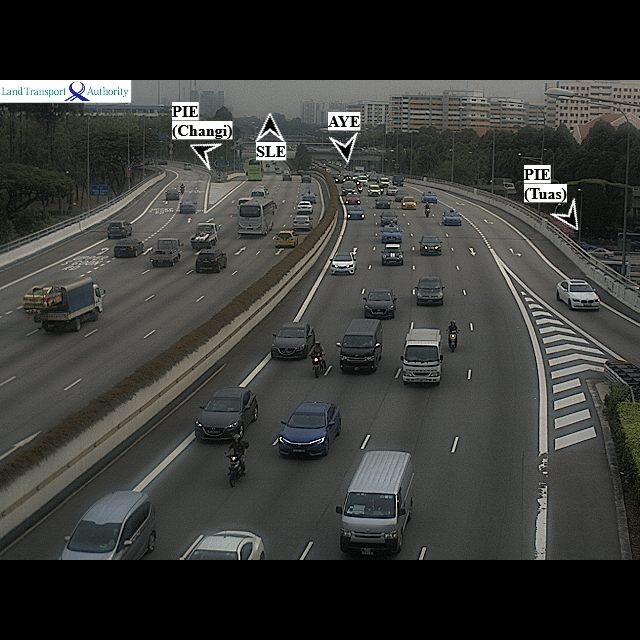 Land Transport Authority
PIE
(Changi)
SLE
AYE
PIE
(Tuas)